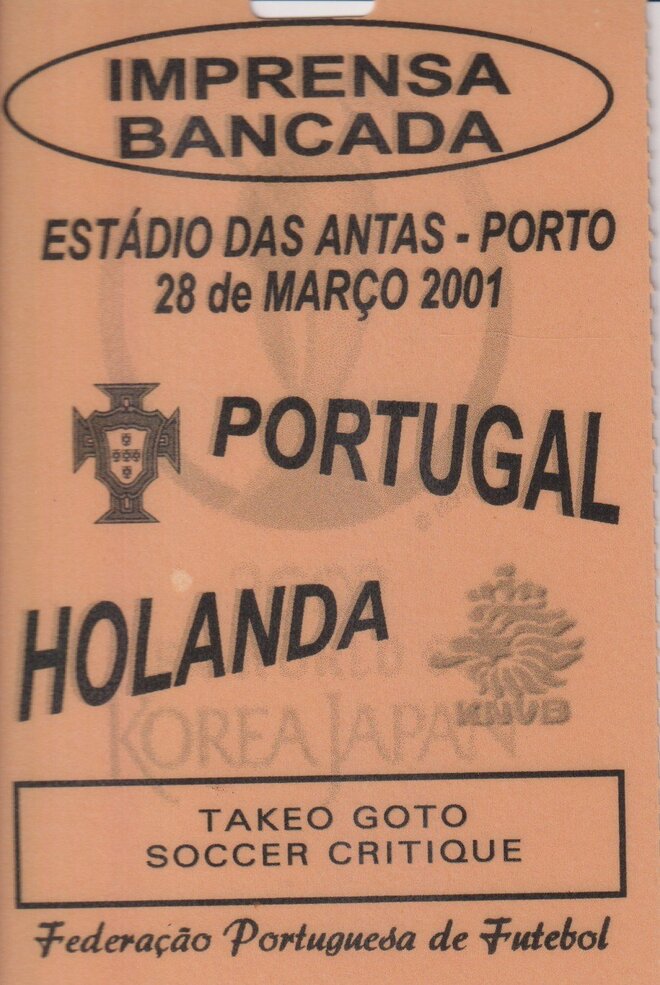 IMPRENSA
BANCADA
ESTÁDIO DAS ANTAS - PORTO
28 de MARÇO 2001
PORTUGAL
HOLANDA
KNVB
KOREA JAPAN
TAKEO GOTO
SOCCER CRITIQUE
Federação Portuguesa de Futebol